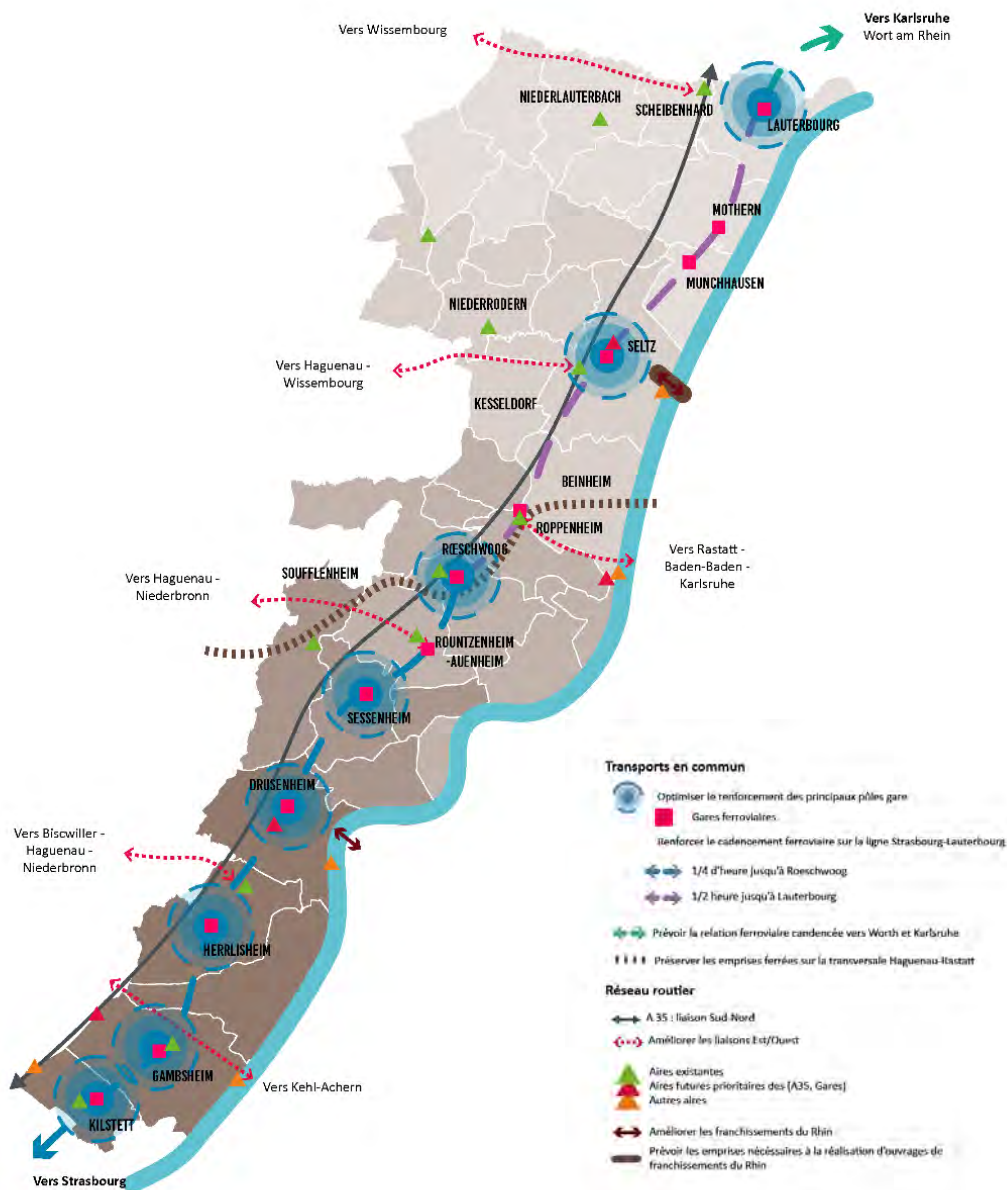 Vers Karlsruhe
Wort am Rhein
Vers Wissembourg
NIEDERLAUTERBACH
SCHEIBENHARD
LAUTERBOURG
MOTHERN
MUNCHHAUSEN
NIEDERRODERN
SELTZ
Vers Haguenau -
Wissembourg
KESSELDORF
BEINHEIM
ROPPENHEIM
RŒSCHWOOG
Vers Rastatt -
Baden-Baden -
Karlsruhe
SOUFFLENHEIM
Vers Haguenau -
Niederbronn
ROUNTZENHEIM
-AUENHEIM
SESSENHEIM
DRUSENHEIM
Vers Biscwiller -
Haguenau -
Niederbronn
HERRLISHEIM
GAMBSHEIM
Vers Kehl-Achern
KILSTETT
Vers Strasbourg
Transports en commun
Optimiser le renforcement des principaux pôles gare
Gares ferroviaires
Renforcer le cadencement ferroviaire sur la ligne Strasbourg-Lauterbourg
1/4 d'heure jusqu'à Roeschwoog
1/2 heure jusqu'à Lauterbourg
Prévoir la relation ferroviaire candencée vers Worth et Karlsruhe
Préserver les emprises ferrées sur la transversale Haguenau-Rastatt
Réseau routier
A 35 : liaison Sud-Nord
Améliorer les liaisons Est/Ouest
Aires existantes
Aires futures prioritaires des (A35, Gares)
Autres aires
Améliorer les franchissements du Rhin
Prévoir les emprises nécéssaires à la réalisation d'ouvrages de
franchissements du Rhin